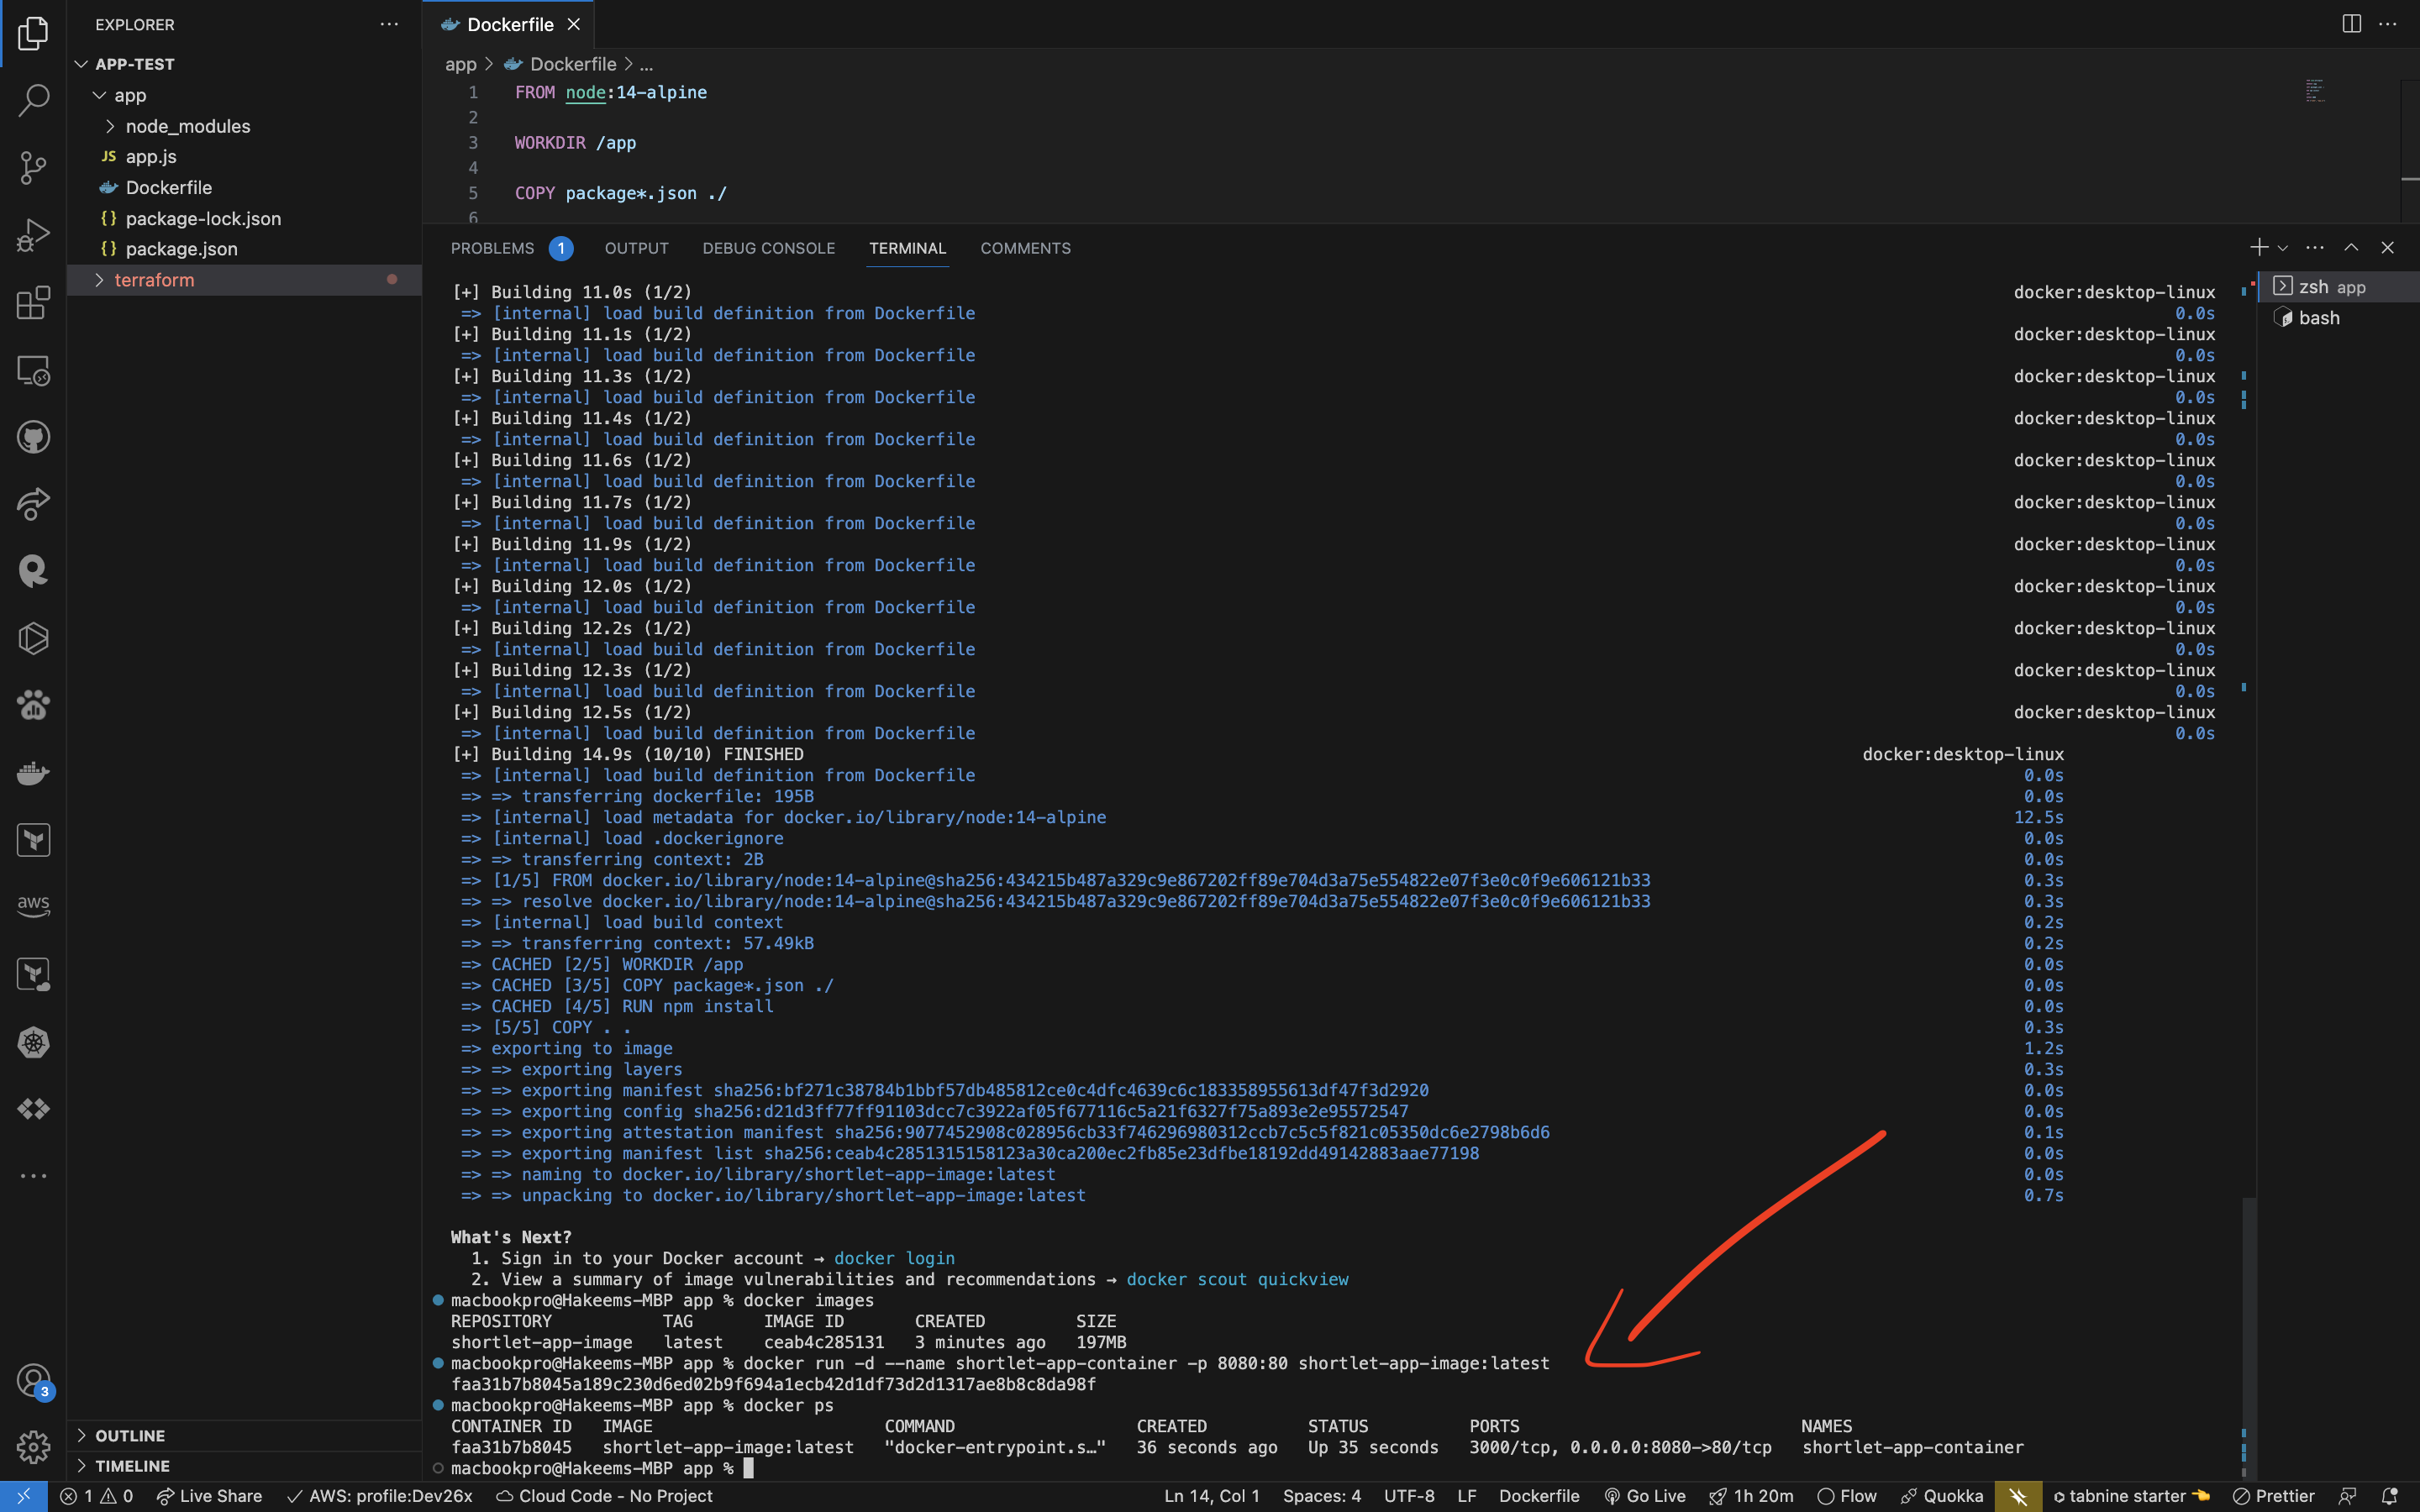 EXPLORER
Dockerfile
APP-TEST
app > Dockerfile > ...
app
1 FROM node:14-alpine
node_modules
2
JS app.js
3 WORKDIR /app
Dockerfile
4
{} package-lock.json
5 COPY package*.json ./
6
{} package.json
terraform
PROBLEMS 1 OUTPUT DEBUG CONSOLE TERMINAL COMMENTS
zsh app
bash
[+] Building 11.0s (1/2) docker:desktop-linux
=> [internal] load build definition from Dockerfile 0.0s
[+] Building 11.1s (1/2) docker:desktop-linux
=> [internal] load build definition from Dockerfile 0.0s
[+] Building 11.3s (1/2) docker:desktop-linux
=> [internal] load build definition from Dockerfile 0.0s
[+] Building 11.4s (1/2) docker:desktop-linux
=> [internal] load build definition from Dockerfile 0.0s
[+] Building 11.6s (1/2) docker:desktop-linux
=> [internal] load build definition from Dockerfile 0.0s
[+] Building 11.7s (1/2) docker:desktop-linux
=> [internal] load build definition from Dockerfile 0.0s
[+] Building 11.9s (1/2) docker:desktop-linux
=> [internal] load build definition from Dockerfile 0.0s
[+] Building 12.0s (1/2) docker:desktop-linux
=> [internal] load build definition from Dockerfile 0.0s
[+] Building 12.2s (1/2) docker:desktop-linux
=> [internal] load build definition from Dockerfile 0.0s
[+] Building 12.3s (1/2) docker:desktop-linux
=> [internal] load build definition from Dockerfile 0.0s
[+] Building 12.5s (1/2) docker:desktop-linux
=> [internal] load build definition from Dockerfile 0.0s
[+] Building 14.9s (10/10) FINISHED docker:desktop-linux
=> [internal] load build definition from Dockerfile 0.0s
=> => transferring dockerfile: 195B 0.0s
=> [internal] load metadata for docker.io/library/node:14-alpine 12.5s
=> [internal] load .dockerignore 0.0s
=> => transferring context: 2B 0.0s
=> [1/5] FROM docker.io/library/node:14-alpine@sha256:434215b487a329c9e867202ff89e704d3a75e554822e07f3e0c0f9e606121b33 0.3s
=> => resolve docker.io/library/node:14-alpine@sha256:434215b487a329c9e867202ff89e704d3a75e554822e07f3e0c0f9e606121b33 0.3s
=> [internal] load build context 0.2s
=> => transferring context: 57.49kB 0.2s
=> CACHED [2/5] WORKDIR /app 0.0s
=> CACHED [3/5] COPY package*.json ./ 0.0s
=> CACHED [4/5] RUN npm install 0.0s
=> [5/5] COPY . . 0.3s
=> exporting to image 1.2s
=> => exporting layers 0.3s
=> => exporting manifest sha256:bf271c38784b1bbf57db485812ce0c4dfc4639c6c183358955613df47f3d2920 0.0s
=> => exporting config sha256:d21d3ff77ff91103dcc7c3922af05f677116c5a21f6327f75a893e2e95572547 0.0s
=> => exporting attestation manifest sha256:9077452908c028956cb33f746296980312ccb7c5c5f821c05350dc6e2798b6d6 0.1s
=> => exporting manifest list sha256:ceab4c2851315158123a30ca200ec2fb85e23dfbe18192dd49142883aae77198 0.0s
=> => naming to docker.io/library/shortlet-app-image:latest 0.0s
=> => unpacking to docker.io/library/shortlet-app-image:latest 0.7s
What's Next?
1. Sign in to your Docker account → docker login
2. View a summary of image vulnerabilities and recommendations → docker scout quickview
macbookpro@Hakeems-MBP app % docker images
REPOSITORY TAG IMAGE ID CREATED SIZE
shortlet-app-image latest ceab4c285131 3 minutes ago 197MB
macbookpro@Hakeems-MBP app % docker run -d --name shortlet-app-container -p 8080:80 shortlet-app-image:latest
faa31b7b8045a189c230d6ed02b9f694a1ecb42d1df73d2d1317ae8b8c8da98f
macbookpro@Hakeems-MBP app % docker ps
CONTAINER ID IMAGE COMMAND CREATED STATUS PORTS NAMES
faa31b7b8045 shortlet-app-image:latest "docker-entrypoint.s…" 36 seconds ago Up 35 seconds 3000/tcp, 0.0.0.0:8080->80/tcp shortlet-app-container
macbookpro@Hakeems-MBP app %
aws
3
OUTLINE
TIMELINE
1 0 Live Share AWS: profile:Dev26x Cloud Code - No Project Ln 14, Col 1 Spaces: 4 UTF-8 LF Dockerfile Go Live 1h 20m Flow Quokka tabnine starter Prettier